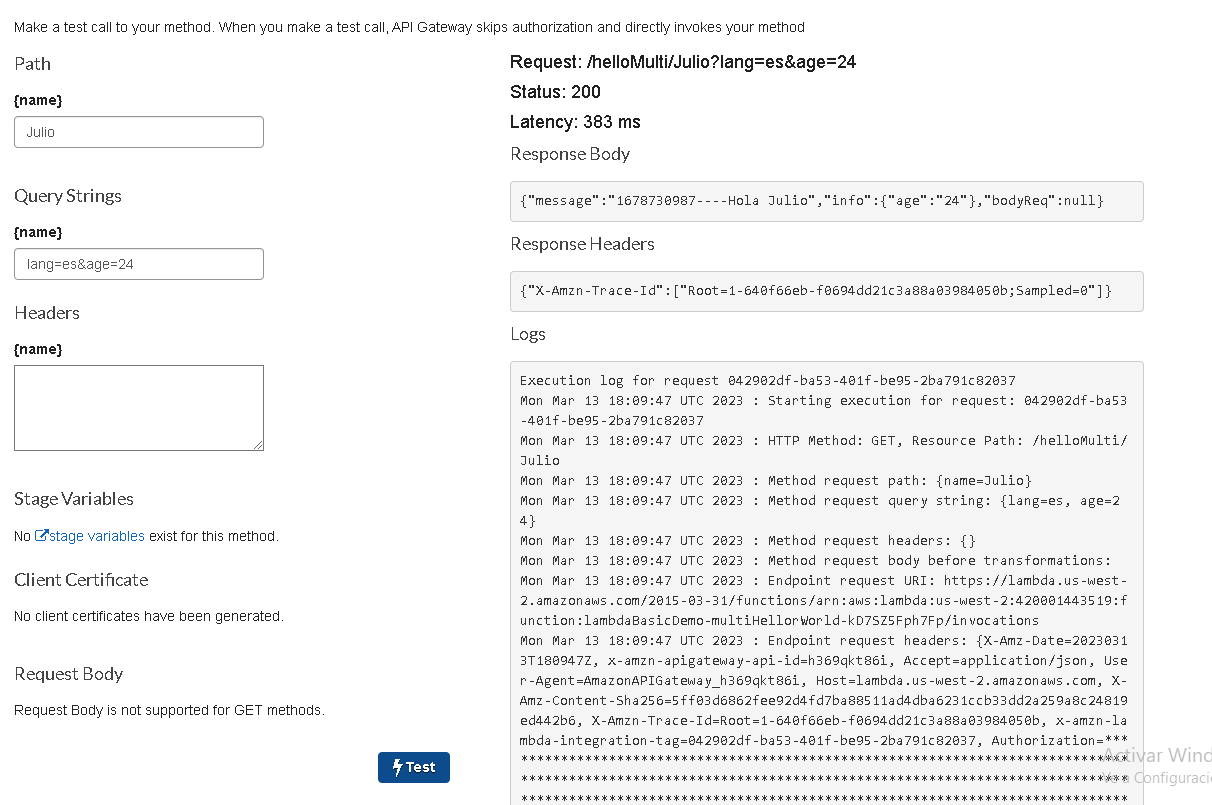 Make a test call to your method. When you make a test call, API Gateway skips authorization and directly invokes your method
Path
{name}
Julio
Query Strings
{name}
lang=es&age=24
Headers
{name}
Stage Variables
No stage variables exist for this method.
Client Certificate
No client certificates have been generated.
Request Body
Request Body is not supported for GET methods.
Test
Request: /helloMulti/Julio?lang=es&age=24
Status: 200
Latency: 383 ms
Response Body
{"message":"1678730987----Hola Julio","info":{"age":"24"},"bodyReq":null}
Response Headers
{"X-Amzn-Trace-Id":["Root=1-640f66eb-f0694dd21c3a88a03984050b;Sampled=0"]}
Logs
Execution log for request 042902df-ba53-401f-be95-2ba791c82037
Mon Mar 13 18:09:47 UTC 2023 : Starting execution for request: 042902df-ba53
-401f-be95-2ba791c82037
Mon Mar 13 18:09:47 UTC 2023 : HTTP Method: GET, Resource Path: /helloMulti/
Julio
Mon Mar 13 18:09:47 UTC 2023 : Method request path: {name=Julio}
Mon Mar 13 18:09:47 UTC 2023 : Method request query string: {lang=es, age=2
4}
Mon Mar 13 18:09:47 UTC 2023 : Method request headers: {}
Mon Mar 13 18:09:47 UTC 2023 : Method request body before transformations:
Mon Mar 13 18:09:47 UTC 2023 : Endpoint request URI: https://lambda.us-west-
2.amazonaws.com/2015-03-31/functions/arn:aws:lambda:us-west-2:420001443519:f
unction:lambdaBasicDemo-multiHellorWorld-kD7SZ5Fph7Fp/invocations
Mon Mar 13 18:09:47 UTC 2023 : Endpoint request headers: {X-Amz-Date=2023031
3T180947Z, x-amzn-apigateway-api-id=h369qkt86i, Accept=application/json, Use
r-Agent=AmazonAPIGateway_h369qkt86i, Host=lambda.us-west-2.amazonaws.com, X-
Amz-Content-Sha256=5ff03d6862fee92d4fd7ba88511ad4dba6231ccb33dd2a259a8c24819
ed442b6, X-Amzn-Trace-Id=Root=1-640f66eb-f0694dd21c3a88a03984050b, x-amzn-la
mbda-integration-tag=042902df-ba53-401f-be95-2ba791c82037, Authorization=***
****************************************************************************
****************************************************************************
****************************************************************************
Activar Wind
Ve a Configuraci